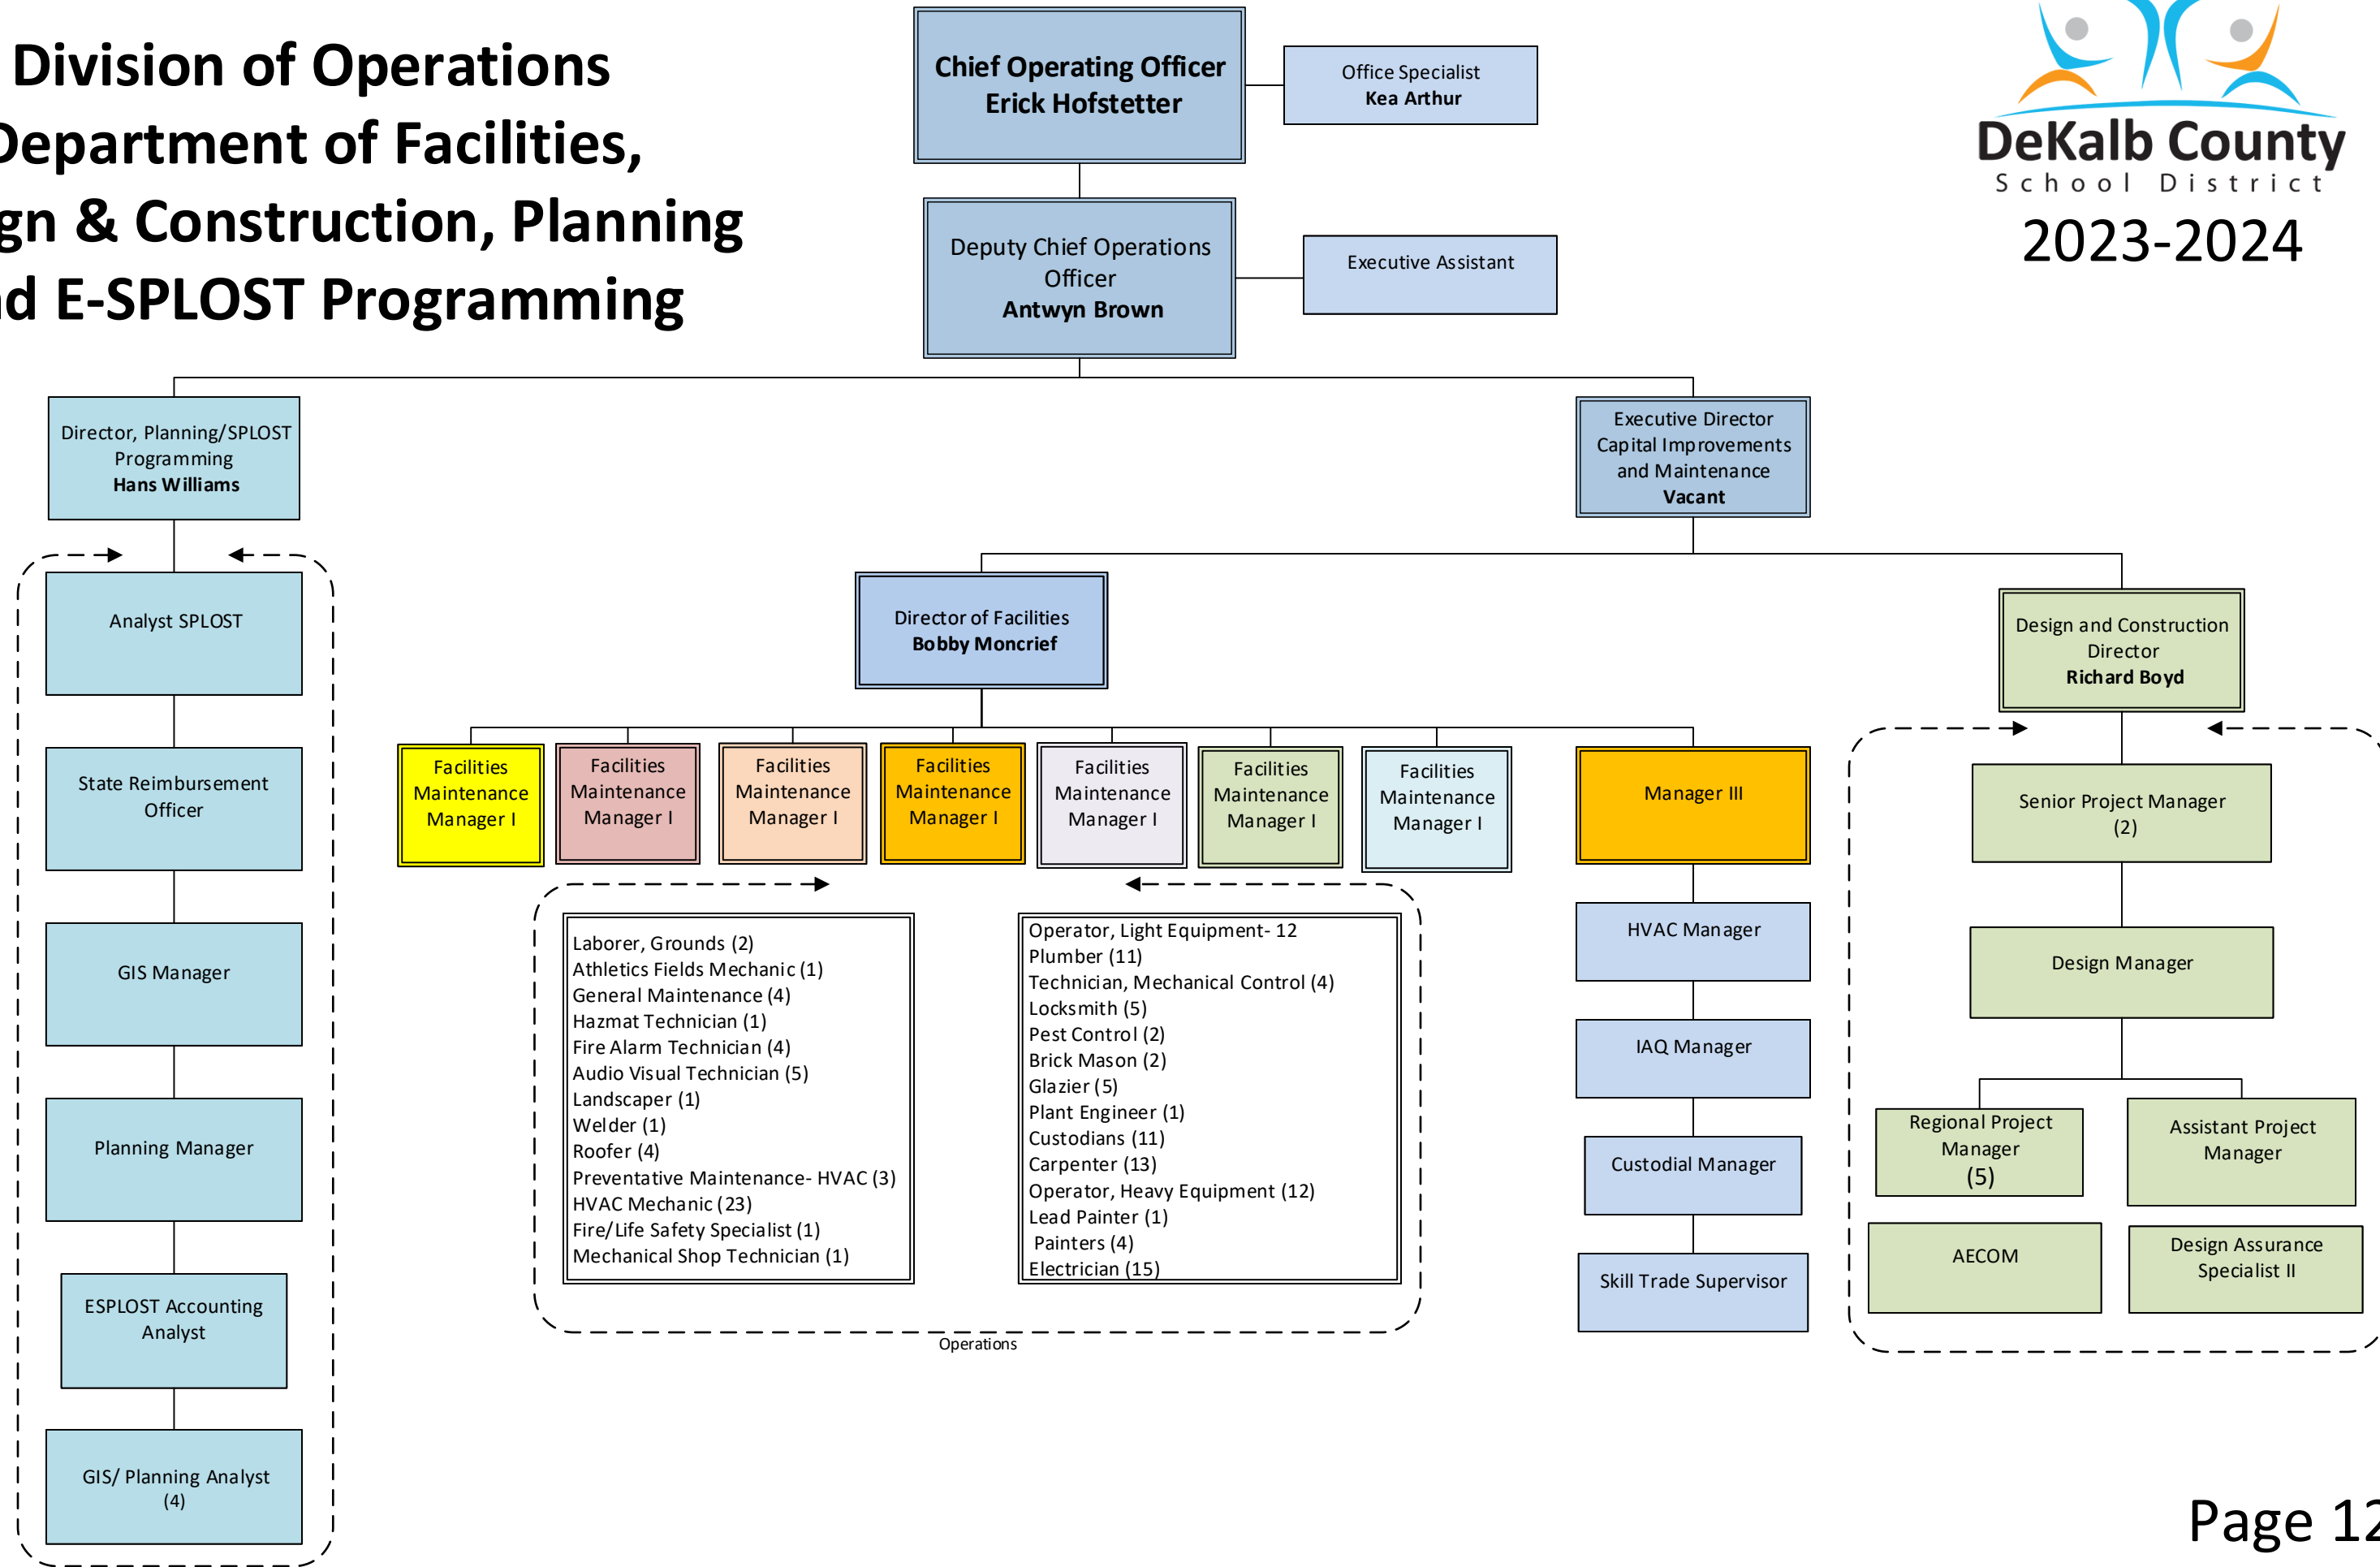 Division of Operations
Department of Facilities,
gn & Construction, Planning
d E-SPLOST Programming
Chief Operating Officer
Erick Hofstetter
Office Specialist
Kea Arthur
Deputy Chief Operations
Officer
Antwyn Brown
Executive Assistant
DeKalb County
School District
2023-2024
Director, Planning/SPLOST
Programming
Hans Williams
Executive Director
Capital Improvements
and Maintenance
Vacant
Analyst SPLOST
State Reimbursement
Officer
GIS Manager
Planning Manager
ESPLOST Accounting
Analyst
GIS/ Planning Analyst
(4)
Director of Facilities
Bobby Moncrief
Facilities
Maintenance
Manager I
Facilities
Maintenance
Manager I
Facilities
Maintenance
Manager I
Facilities
Maintenance
Manager I
Facilities
Maintenance
Manager I
Facilities
Maintenance
Manager I
Facilities
Maintenance
Manager I
Manager III
Laborer, Grounds (2)
Athletics Fields Mechanic (1)
General Maintenance (4)
Hazmat Technician (1)
Fire Alarm Technician (4)
Audio Visual Technician (5)
Landscaper (1)
Welder (1)
Roofer (4)
Preventative Maintenance- HVAC (3)
HVAC Mechanic (23)
Fire/Life Safety Specialist (1)
Mechanical Shop Technician (1)
Operator, Light Equipment- 12
Plumber (11)
Technician, Mechanical Control (4)
Locksmith (5)
Pest Control (2)
Brick Mason (2)
Glazier (5)
Plant Engineer (1)
Custodians (11)
Carpenter (13)
Operator, Heavy Equipment (12)
Lead Painter (1)
Painters (4)
Electrician (15)
Operations
HVAC Manager
IAQ Manager
Custodial Manager
Skill Trade Supervisor
Design and Construction
Director
Richard Boyd
Senior Project Manager
(2)
Design Manager
Regional Project
Manager
(5)
Assistant Project
Manager
AECOM
Design Assurance
Specialist II
Page 12